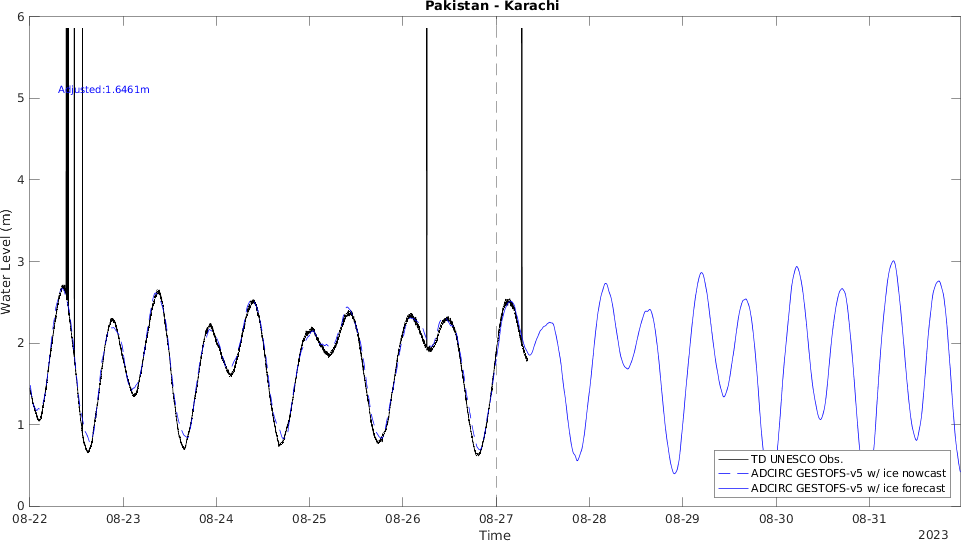 Pakistan - Karachi
6
5
4
3
2
1
0
Water Level (m)
Adjusted:1.6461m
TD UNESCO Obs.
ADCIRC GESTOFS-v5 w/ ice nowcast
ADCIRC GESTOFS-v5 w/ ice forecast
08-22 08-23 08-24 08-25 08-26 08-27 08-28 08-29 08-30 08-31
Time
2023